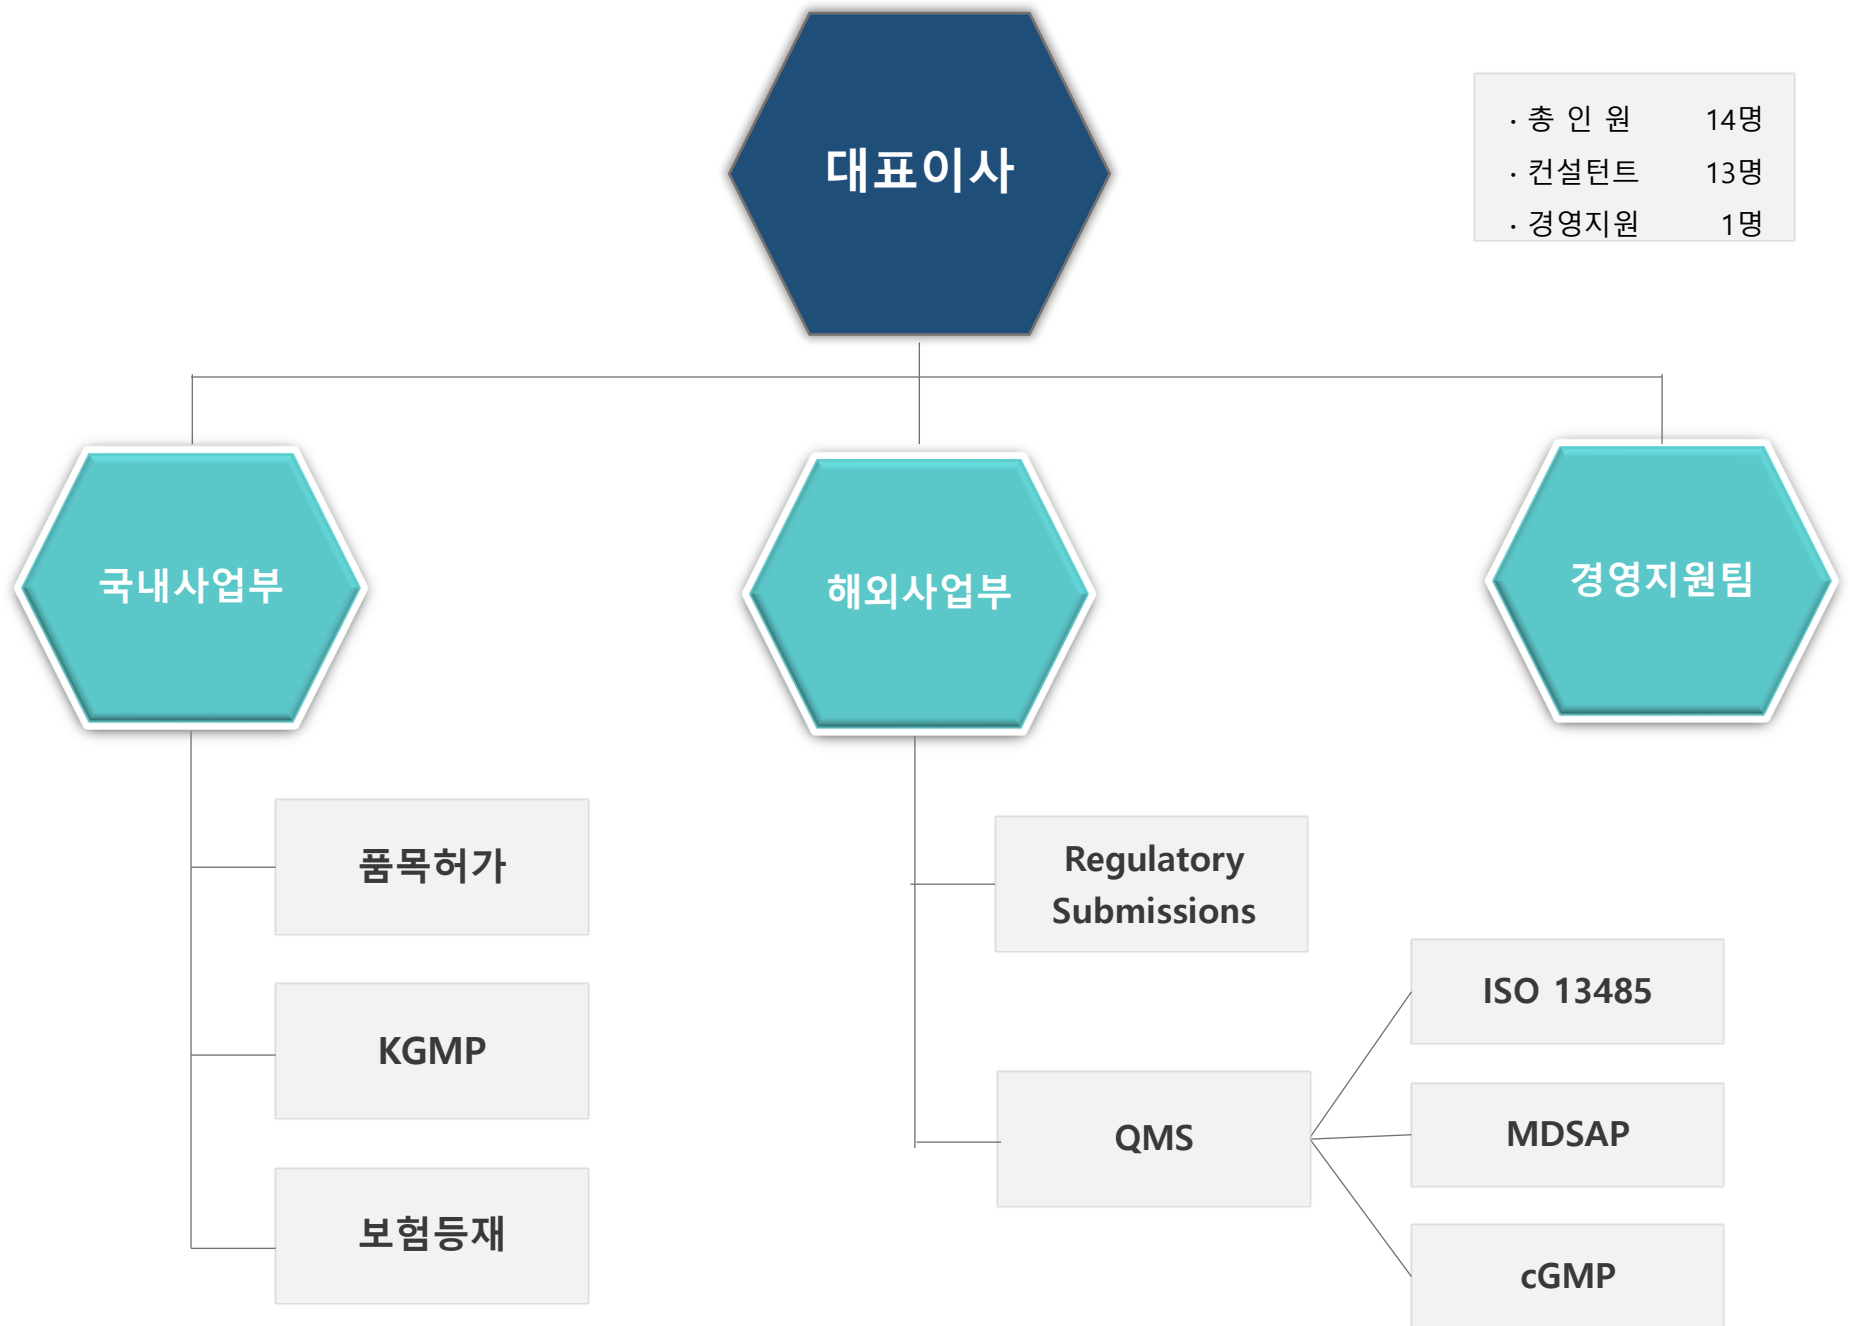 대표이사
· 총 인 원 14명
· 컨설턴트 13명
· 경영지원 1명
국내사업부
해외사업부
경영지원팀
품목허가
KGMP
보험등재
Regulatory
Submissions
QMS
ISO 13485
MDSAP
cGMP